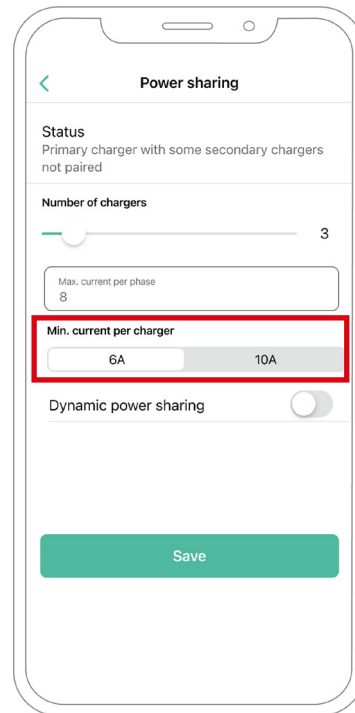 Power sharing
Status
Primary charger with some secondary chargers
not paired
Number of chargers
3
Max. current per phase
8
Min. current per charger
6A 10A
Dynamic power sharing
Save